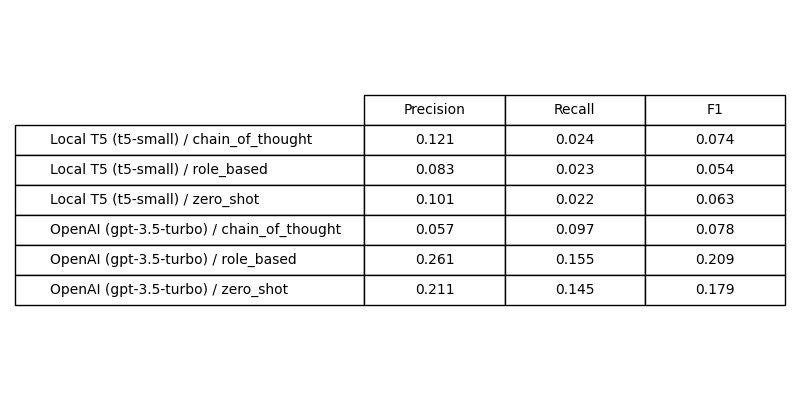 Precision Recall F1
Local T5 (t5-small) / chain_of_thought 0.121 0.024 0.074
Local T5 (t5-small) / role_based 0.083 0.023 0.054
Local T5 (t5-small) / zero_shot 0.101 0.022 0.063
OpenAI (gpt-3.5-turbo) / chain_of_thought 0.057 0.097 0.078
OpenAI (gpt-3.5-turbo) / role_based 0.261 0.155 0.209
OpenAI (gpt-3.5-turbo) / zero_shot 0.211 0.145 0.179